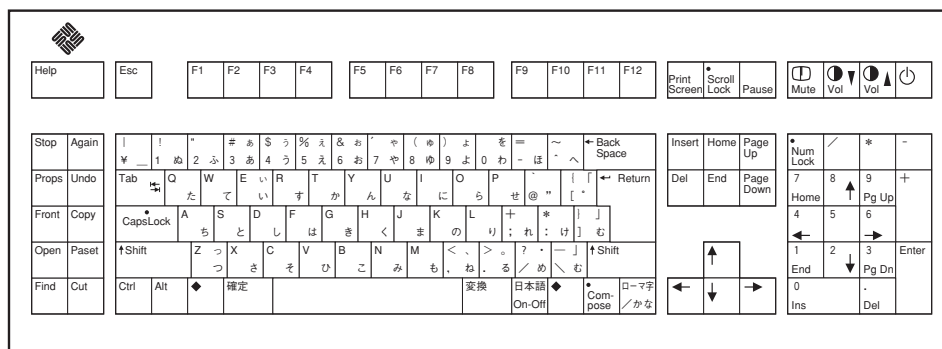 Help Esc F1 F2 F3 F4 F5 F6 F7 F8 F9 F10 F11 F12 Print Screen Scroll Lock Pause Mute Vol Vol
Stop Again | ! " # ぁ $ ぅ % ぇ & ぉ ´ ゃ ( ゅ ) ょ を = ~ Back Space Insert Home Page Up Num Lock / * -
¥ _ 1 ぬ 2 ふ 3 あ 4 う 5 え 6 お 7 や 8 ゆ 9 よ 0 わ - ほ ^ へ
Props Undo Tab Q W E ぃ R T Y U I O P ` { 「 Return Del End Page Down 7 8 9 +
た て い す か ん な に ら せ @ " [ ° Home Pg Up
Front Copy CapsLock A S D F G H J K L + * } 」 4 5 6
ち と し は き く ま の り ; れ : け ] む
Open Paset Shift Z っ X C V B N M < 、 > 。 ? ・ — 」 Shift 1 2 3 Enter
つ さ そ ひ こ み も , ね . る / め \ む End Pg Dn
Find Cut Ctrl Alt 確定 変換 日本語 On-Off Com-pose ローマ字 /かな 0 .
Ins Del